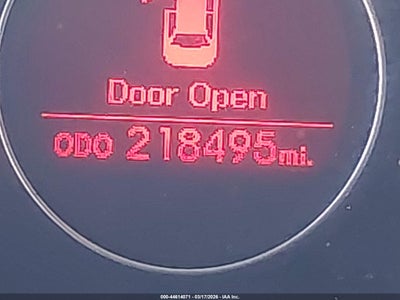 Door Open
ODO 218495mi.
000-44614071 - 03/17/2026 - IAA Inc.